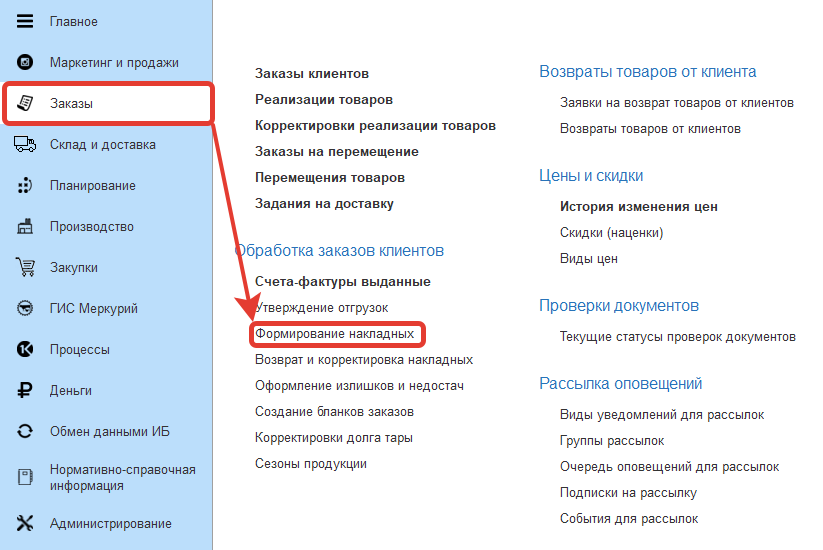 Главное
Маркетинг и продажи
Заказы
Склад и доставка
Планирование
Производство
Закупки
ГИС Меркурий
Процессы
Деньги
Обмен данными ИБ
Нормативно-справочная
информация
Администрирование
Заказы клиентов
Реализации товаров
Корректировки реализации товаров
Заказы на перемещение
Перемещения товаров
Задания на доставку
Обработка заказов клиентов
Счета-фактуры выданные
Утверждение отгрузок
Формирование накладных
Возврат и корректировка накладных
Оформление излишков и недостач
Создание бланков заказов
Корректировки долга тары
Сезоны продукции
Возвраты товаров от клиента
Заявки на возврат товаров от клиентов
Возвраты товаров от клиентов
Цены и скидки
История изменения цен
Скидки (наценки)
Виды цен
Проверки документов
Текущие статусы проверок документов
Рассылка оповещений
Виды уведомлений для рассылок
Группы рассылок
Очередь оповещений для рассылок
Подписки на рассылку
События для рассылок